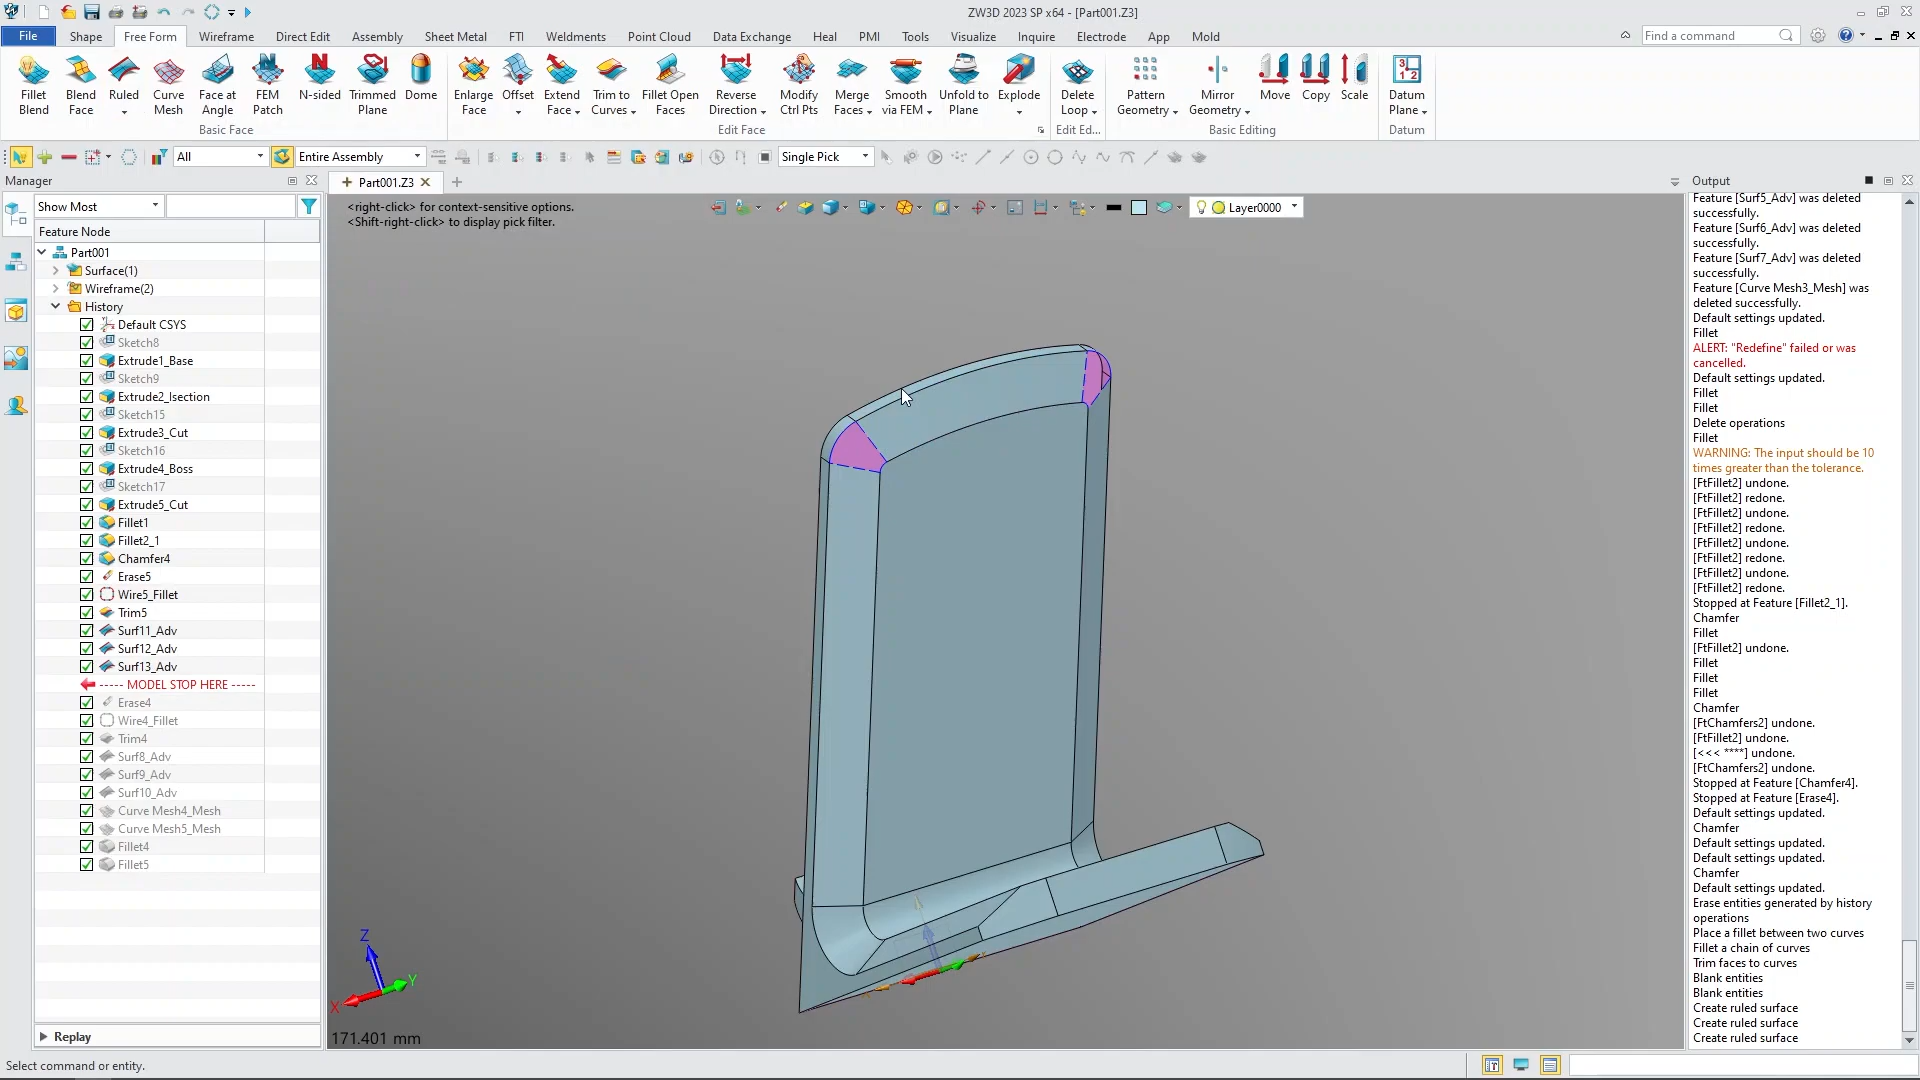 ZW3D 2023 SP x64 - [Part001.Z3]
File Shape Free Form Wireframe Direct Edit Assembly Sheet Metal FTI Weldments Point Cloud Data Exchange Heal PMI Tools Visualize Inquire Electrode App Mold Find a command
Fillet Blend
Blend Face
Ruled
Curve Mesh
Face at Angle
FEM Patch
N-sided
Trimmed Plane
Dome
Enlarge Face
Offset
Extend Face
Trim to Curves
Fillet Open Faces
Reverse Direction
Modify Ctrl Pts
Merge Faces
Smooth via FEM
Unfold to Plane
Explode
Delete Loop
Pattern Geometry
Mirror Geometry
Move
Copy
Scale
Datum Plane
Basic Face Edit Face Edit Ed... Basic Editing Datum
All Entire Assembly Single Pick
Manager
Part001.Z3
Output
Show Most
<right-click> for context-sensitive options.
<Shift-right-click> to display pick filter.
Layer0000
Feature Node
Part001
Surface(1)
Wireframe(2)
History
Default CSYS
Sketch8
Extrude1_Base
Sketch9
Extrude2_Isection
Sketch15
Extrude3_Cut
Sketch16
Extrude4_Boss
Sketch17
Extrude5_Cut
Fillet1
Fillet2_1
Chamfer4
Erase5
Wire5_Fillet
Trim5
Surf11_Adv
Surf12_Adv
Surf13_Adv
----- MODEL STOP HERE -----
Erase4
Wire4_Fillet
Trim4
Surf8_Adv
Surf9_Adv
Surf10_Adv
Curve Mesh4_Mesh
Curve Mesh5_Mesh
Fillet4
Fillet5
Replay
Z
Y
X
171.401 mm
Feature [Surf5_Adv] was deleted
successfully.
Feature [Surf6_Adv] was deleted
successfully.
Feature [Surf7_Adv] was deleted
successfully.
Feature [Curve Mesh3_Mesh] was
deleted successfully.
Default settings updated.
Fillet
ALERT: "Redefine" failed or was
cancelled.
Default settings updated.
Fillet
Fillet
Delete operations
Fillet
WARNING: The input should be 10
times greater than the tolerance.
[FtFillet2] undone.
[FtFillet2] redone.
[FtFillet2] undone.
[FtFillet2] redone.
[FtFillet2] undone.
[FtFillet2] redone.
[FtFillet2] undone.
[FtFillet2] redone.
Stopped at Feature [Fillet2_1].
Chamfer
Fillet
[FtFillet2] undone.
Fillet
Fillet
Fillet
Chamfer
[FtChamfers2] undone.
[FtFillet2] undone.
[<<< ****] undone.
[FtChamfers2] undone.
Stopped at Feature [Chamfer4].
Stopped at Feature [Erase4].
Default settings updated.
Chamfer
Default settings updated.
Default settings updated.
Chamfer
Default settings updated.
Erase entities generated by history
operations
Place a fillet between two curves
Fillet a chain of curves
Trim faces to curves
Blank entities
Blank entities
Create ruled surface
Create ruled surface
Create ruled surface
Select command or entity.